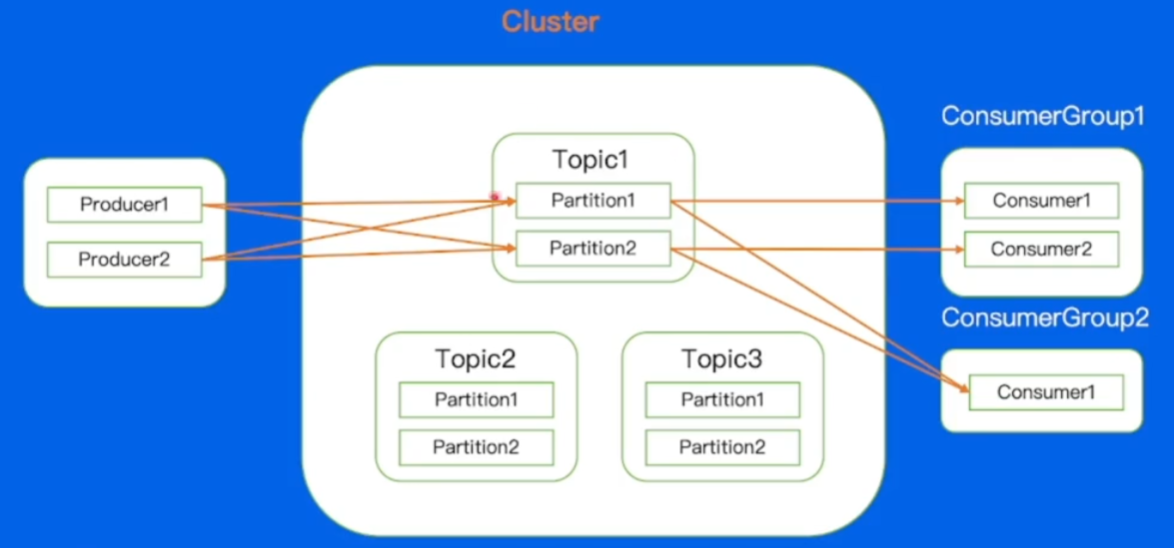 Cluster
Producer1
Producer2
Topic1
Partition1
Partition2
Topic2
Partition1
Partition2
Topic3
Partition1
Partition2
ConsumerGroup1
Consumer1
Consumer2
ConsumerGroup2
Consumer1